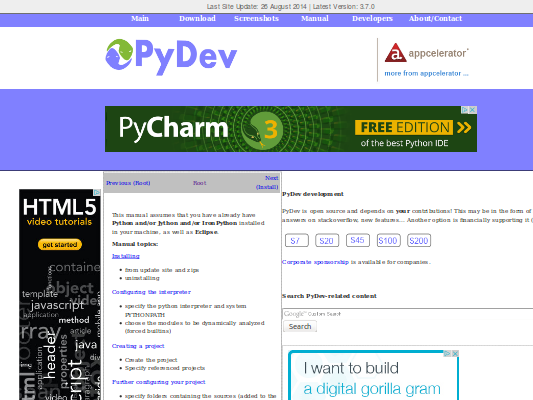 Last Site Update: 26 August 2014 | Latest Version: 3.7.0
Main Download Screenshots Manual Developers About/Contact
PyDev
appcelerator
more from appcelerator ...
PyCharm 3
FREE EDITION >>
of the best Python IDE
Previous (Root) Root Next (Install)
HTML5
video tutorials
get started
container
object
template
video
javascript
application
method
array
article
java
header
properties
application
script
html
video
This manual assumes that you have already have
Python and/or Jython and/or IronPython installed
in your machine, as well as Eclipse.
Manual topics:
Installing
from update site and zips
uninstalling
Configuring the interpreter
specify the python interpreter and system
PYTHONPATH
choose the modules to be dynamically analyzed
(forced builtins)
Creating a project
Create the project
Specify referenced projects
Further configuring your project
specify folders containing the sources (added to the
PyDev development
PyDev is open source and depends on your contributions! This may be in the form of
answers on stackoverflow, new features... Another option is financially supporting it (
$7 $20 $45 $100 $200
Corporate sponsorship is available for companies.
Search PyDev-related content
Google Custom Search
Search
I want to build
a digital gorilla gram